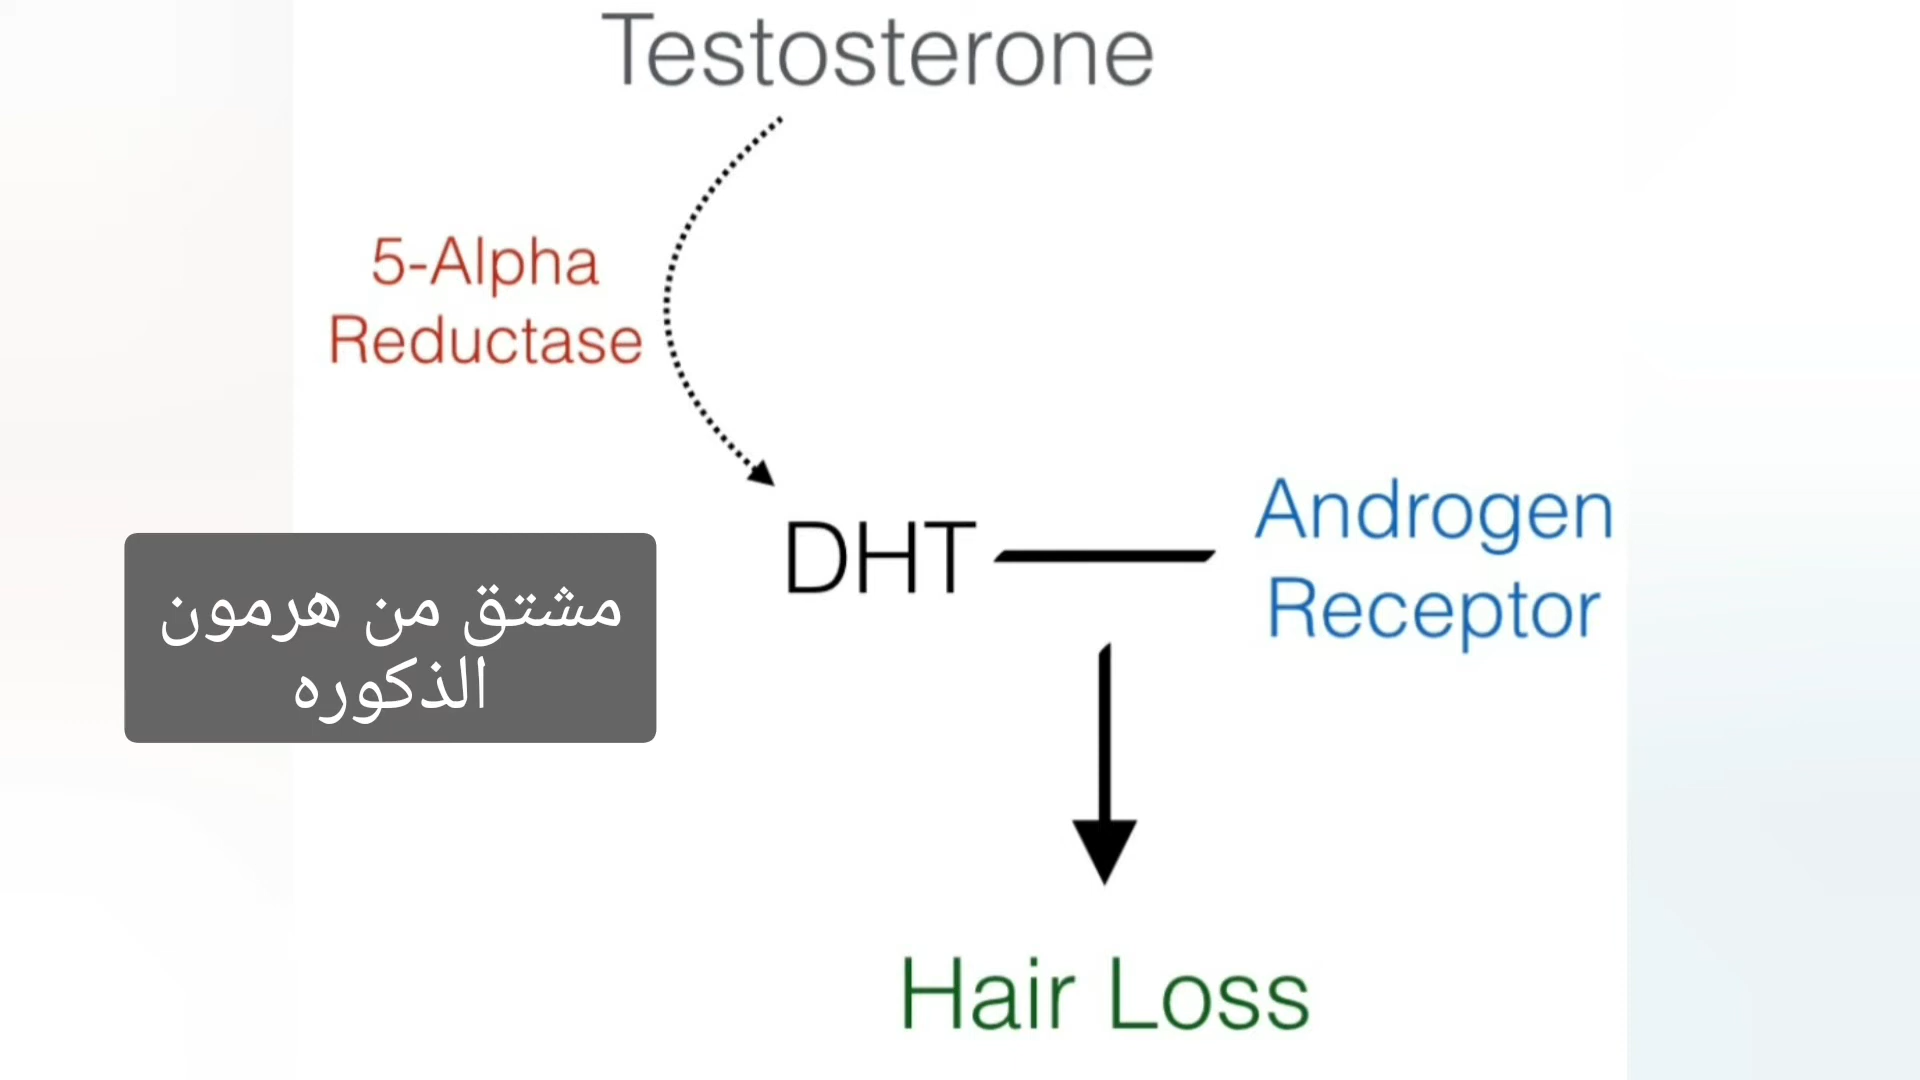 Testosterone
5-Alpha
Reductase
DHT
Androgen
Receptor
مشتق من هرمون
الذكوره
Hair Loss